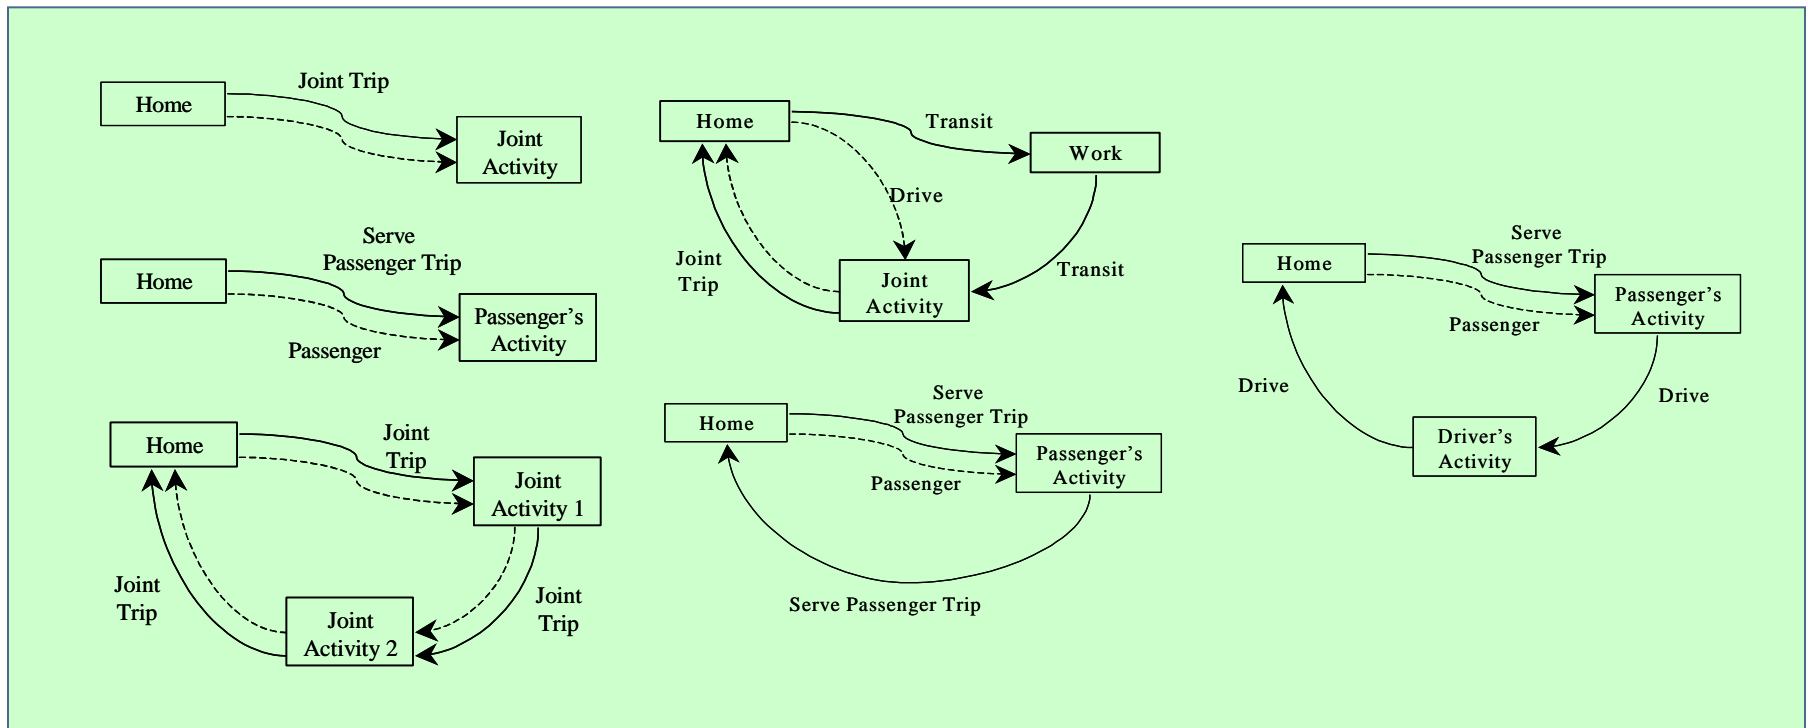 Joint Trip
Home
Joint
Activity
Serve
Passenger Trip
Home
Passenger's
Activity
Passenger
Joint
Trip
Home
Joint
Activity 1
Joint
Trip
Joint
Trip
Joint
Activity 2
Home
Transit
Work
Drive
Joint
Trip
Joint
Activity
Transit
Serve
Passenger Trip
Home
Passenger's
Activity
Passenger
Serve Passenger Trip
Serve
Passenger Trip
Home
Passenger's
Activity
Passenger
Drive
Drive
Driver's
Activity